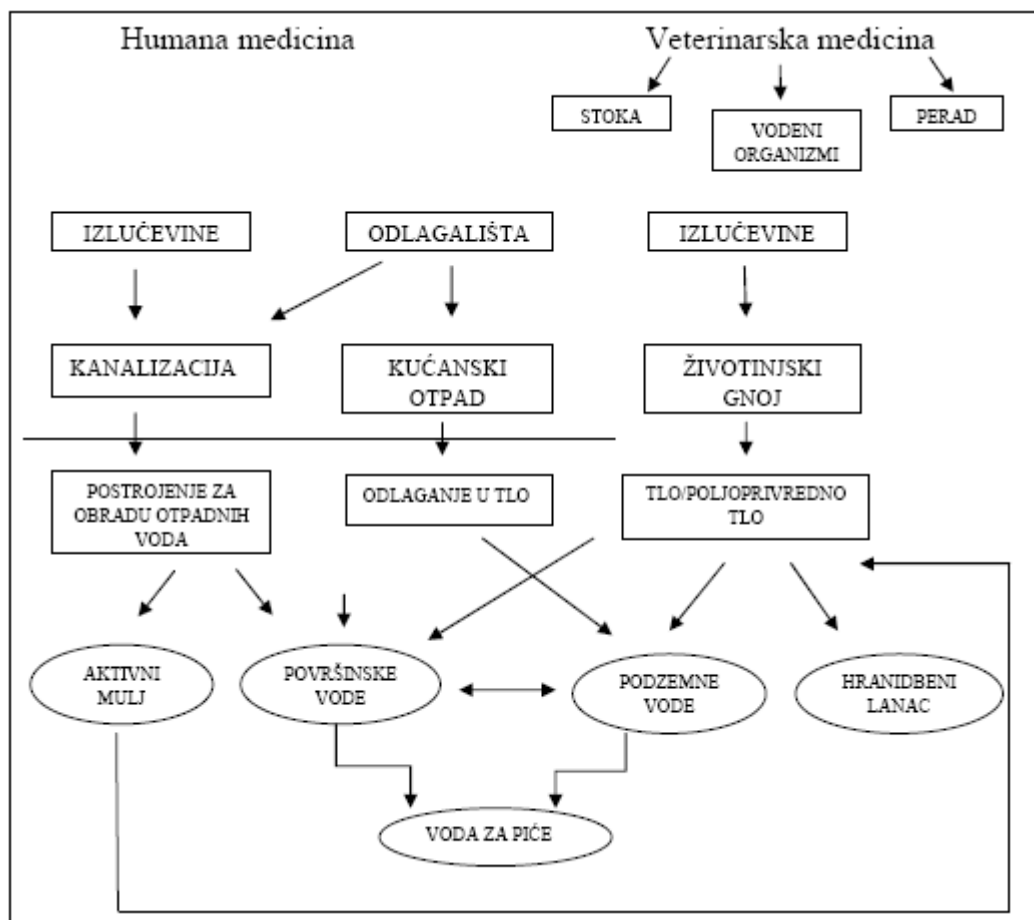 Humana medicina
Veterinarska medicina
STOKA
VODENI
ORGANIZMI
PERAD
IZLUČEVINE
ODLAGALIŠTA
IZLUČEVINE
KANALIZACIJA
KUĆANSKI
OTPAD
ŽIVOTINJSKI
GNOJ
POSTROJENJE ZA
OBRADU OTPADNIH
VODA
ODLAGANJE U TLO
TLO/POLJOPRIVREDNO
TLO
AKTIVNI
MULJ
POVRŠINSKE
VODE
PODZEMNE
VODE
HRANIDBENI
LANAC
VODA ZA PIĆE